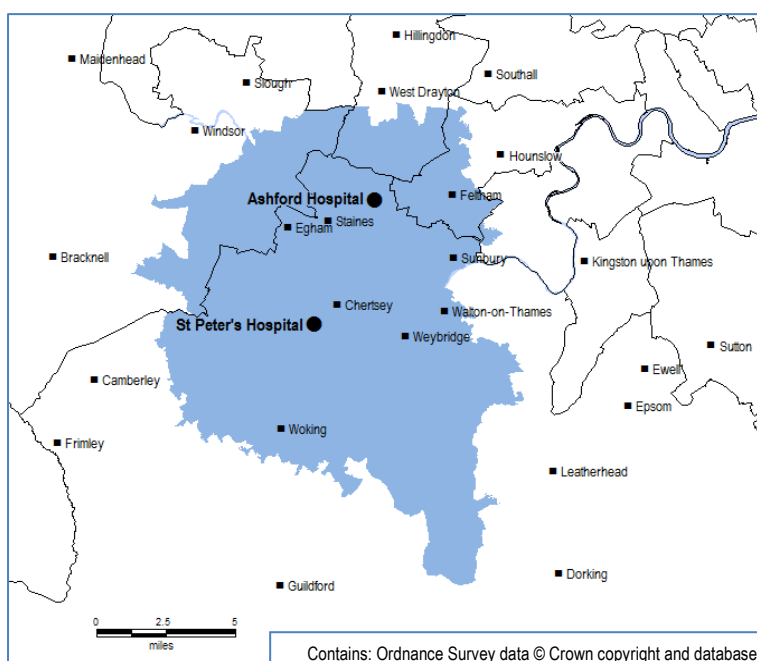 Hillingdon
Maidenhead
Southall
Slough
West Drayton
Windsor
Hounslow
Ashford Hospital
Feltham
Staines
Egham
Bracknell
Sunbury
Kingston upon Thames
Chertsey
Walton-on-Thames
St Peter's Hospital
Weybridge
Sutton
Ewell
Camberley
Epsom
Woking
Frimley
Leatherhead
Dorking
Guildford
0 2.5 5
miles
Contains: Ordnance Survey data © Crown copyright and database